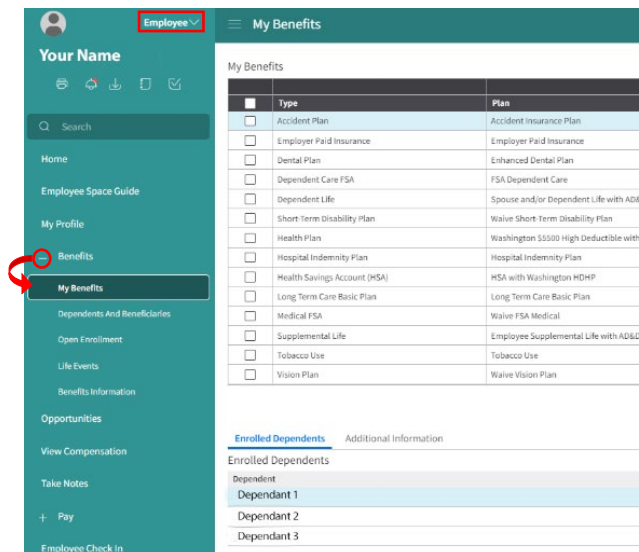 Employee
My Benefits
Your Name
Search
Home
Employee Space Guide
My Profile
Benefits
My Benefits
Dependents And Beneficiaries
Open Enrollment
Life Events
Benefits Information
Opportunities
View Compensation
Take Notes
+ Pay
Employee Check In
My Benefits
Type Plan
Accident Plan Accident Insurance Plan
Employer Paid Insurance Employer Paid Insurance
Dental Plan Enhanced Dental Plan
Dependent Care FSA FSA Dependent Care
Dependent Life Spouse and/or Dependent Life with AD&
Short-Term Disability Plan Waive Short-Term Disability Plan
Health Plan Washington $5500 High Deductible with
Hospital Indemnity Plan Hospital Indemnity Plan
Health Savings Account (HSA) HSA with Washington HDHP
Long Term Care Basic Plan Long Term Care Basic Plan
Medical FSA Waive FSA Medical
Supplemental Life Employee Supplemental Life with AD&D
Tobacco Use Tobacco Use
Vision Plan Waive Vision Plan
Enrolled Dependents Additional Information
Enrolled Dependents
Dependent
Dependant 1
Dependant 2
Dependant 3